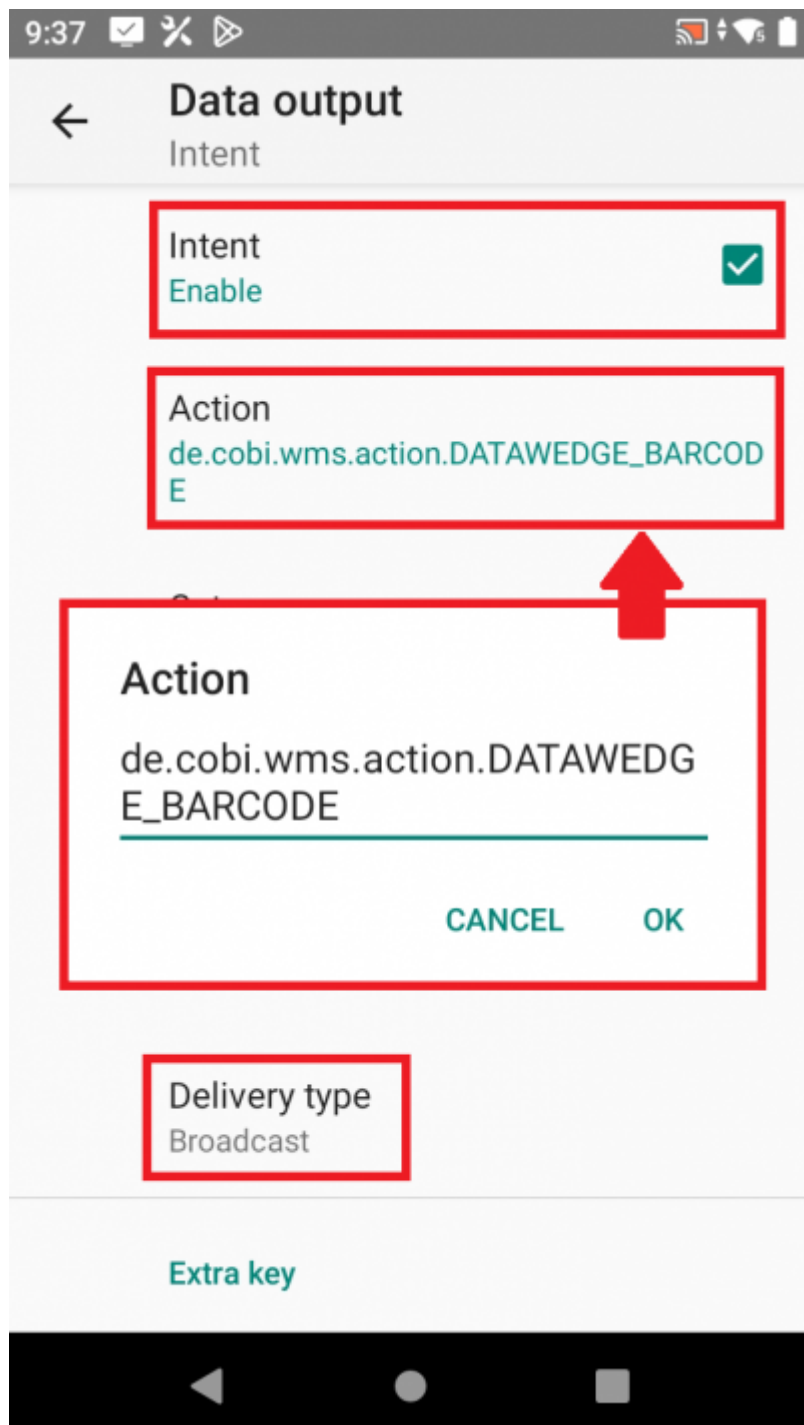 9:37
Data output
Intent
Intent
Enable
Action
de.cobi.wms.action.DATAWEDGE_BARCOD
E
Action
de.cobi.wms.action.DATAWEDG
E_BARCODE
CANCEL OK
Delivery type
Broadcast
Extra key